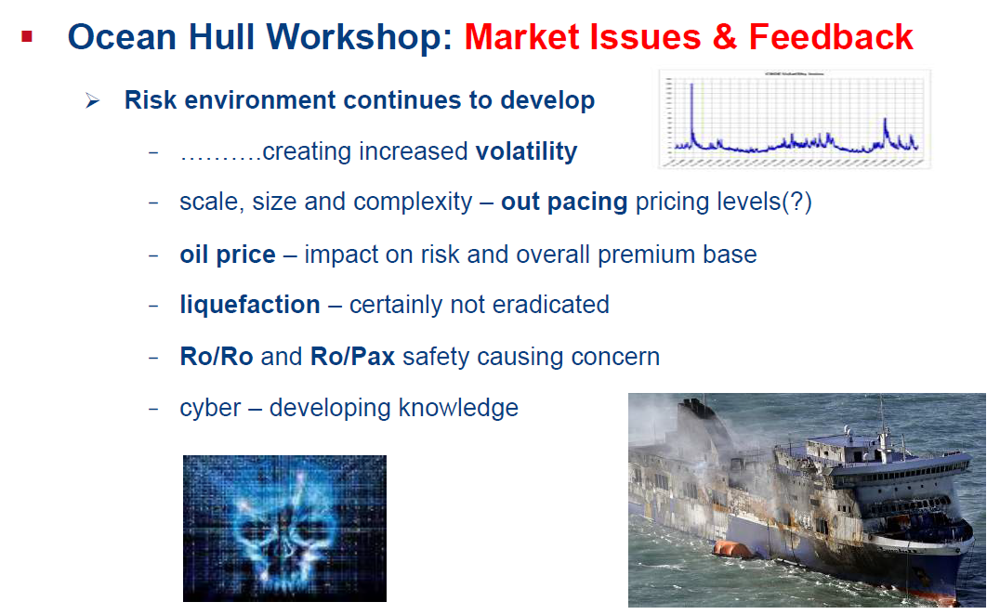 ▪ Ocean Hull Workshop: Market Issues & Feedback
➢ Risk environment continues to develop
– ……….creating increased volatility
– scale, size and complexity – out pacing pricing levels(?)
– oil price – impact on risk and overall premium base
– liquefaction – certainly not eradicated
– Ro/Ro and Ro/Pax safety causing concern
– cyber – developing knowledge